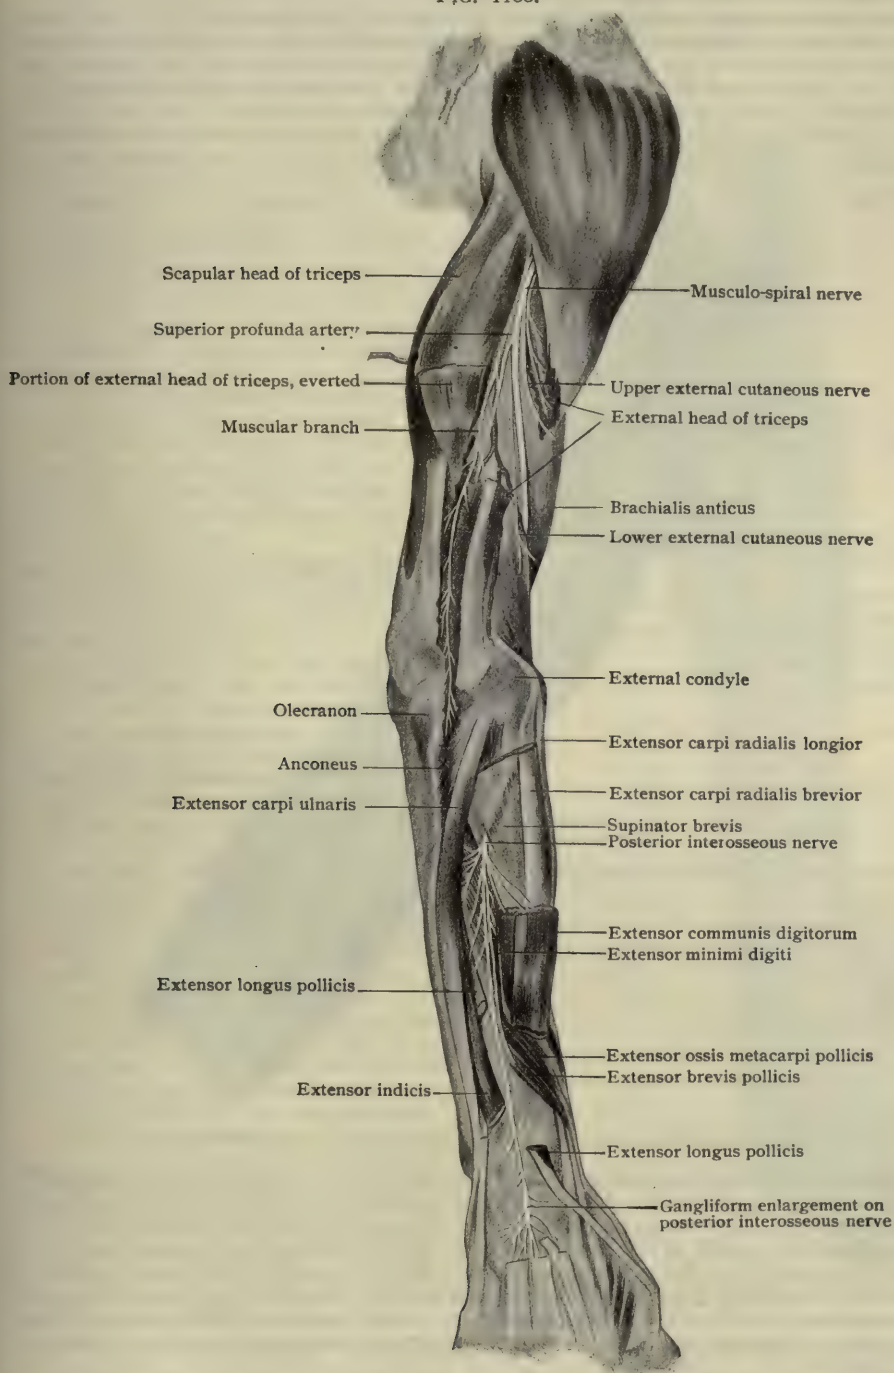 Scapular head of triceps
Musculo-spiral nerve
Superior profunda artery
Portion of external head of triceps, everted
Upper external cutaneous nerve
Muscular branch
External head of triceps
Brachialis anticus
Lower external cutaneous nerve
External condyle
Olecranon
Extensor carpi radialis longior
Anconeus
Extensor carpi radialis brevior
Extensor carpi ulnaris
Supinator brevis
Posterior interosseous nerve
Extensor communis digitorum
Extensor minimi digiti
Extensor longus pollicis
Extensor ossis metacarpi pollicis
Extensor brevis pollicis
Extensor indicis
Extensor longus pollicis
Gangliform enlargement on
posterior interosseous nerve